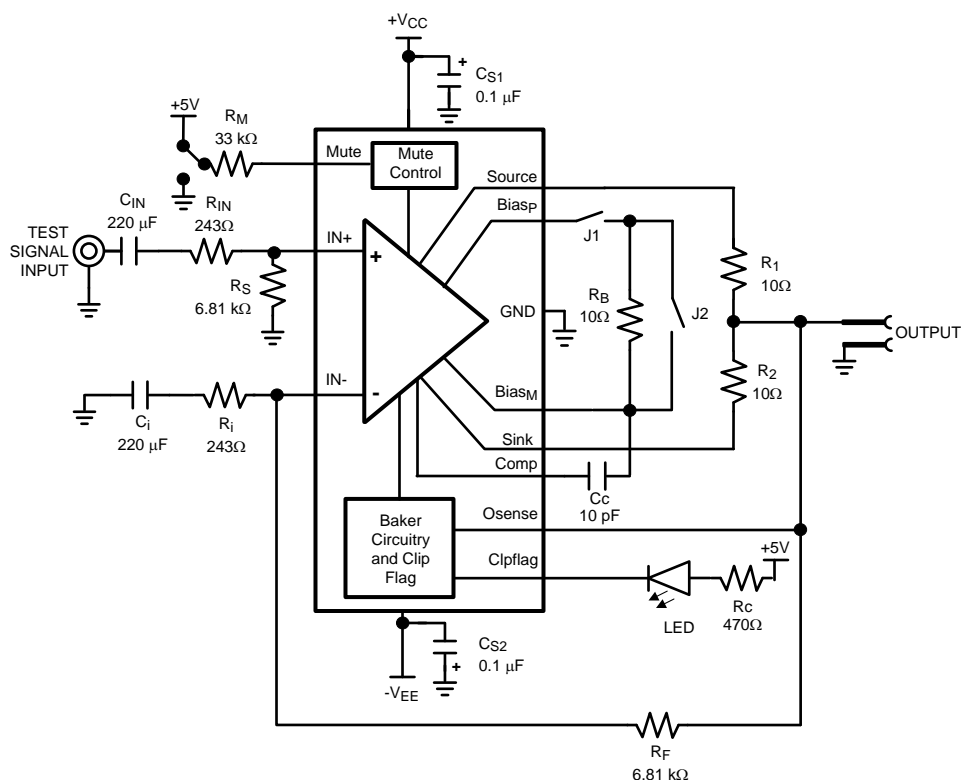 +VCC
+
CS1
0.1 µF
+5V
RM
33 kΩ
Mute
Mute
Control
Source
BiasP
CIN
220 µF
RIN
243Ω
TEST
SIGNAL
INPUT
IN+
+
J1
R1
10Ω
RS
6.81 kΩ
GND
RB
10Ω
J2
OUTPUT
IN-
-
BiasM
R2
10Ω
Ci
220 µF
Ri
243Ω
Sink
Comp
Cc
10 pF
Baker
Circuitry
and Clip
Flag
Osense
Clpflag
+5V
LED
Rc
470Ω
CS2
0.1 µF
+
-VEE
RF
6.81 kΩ